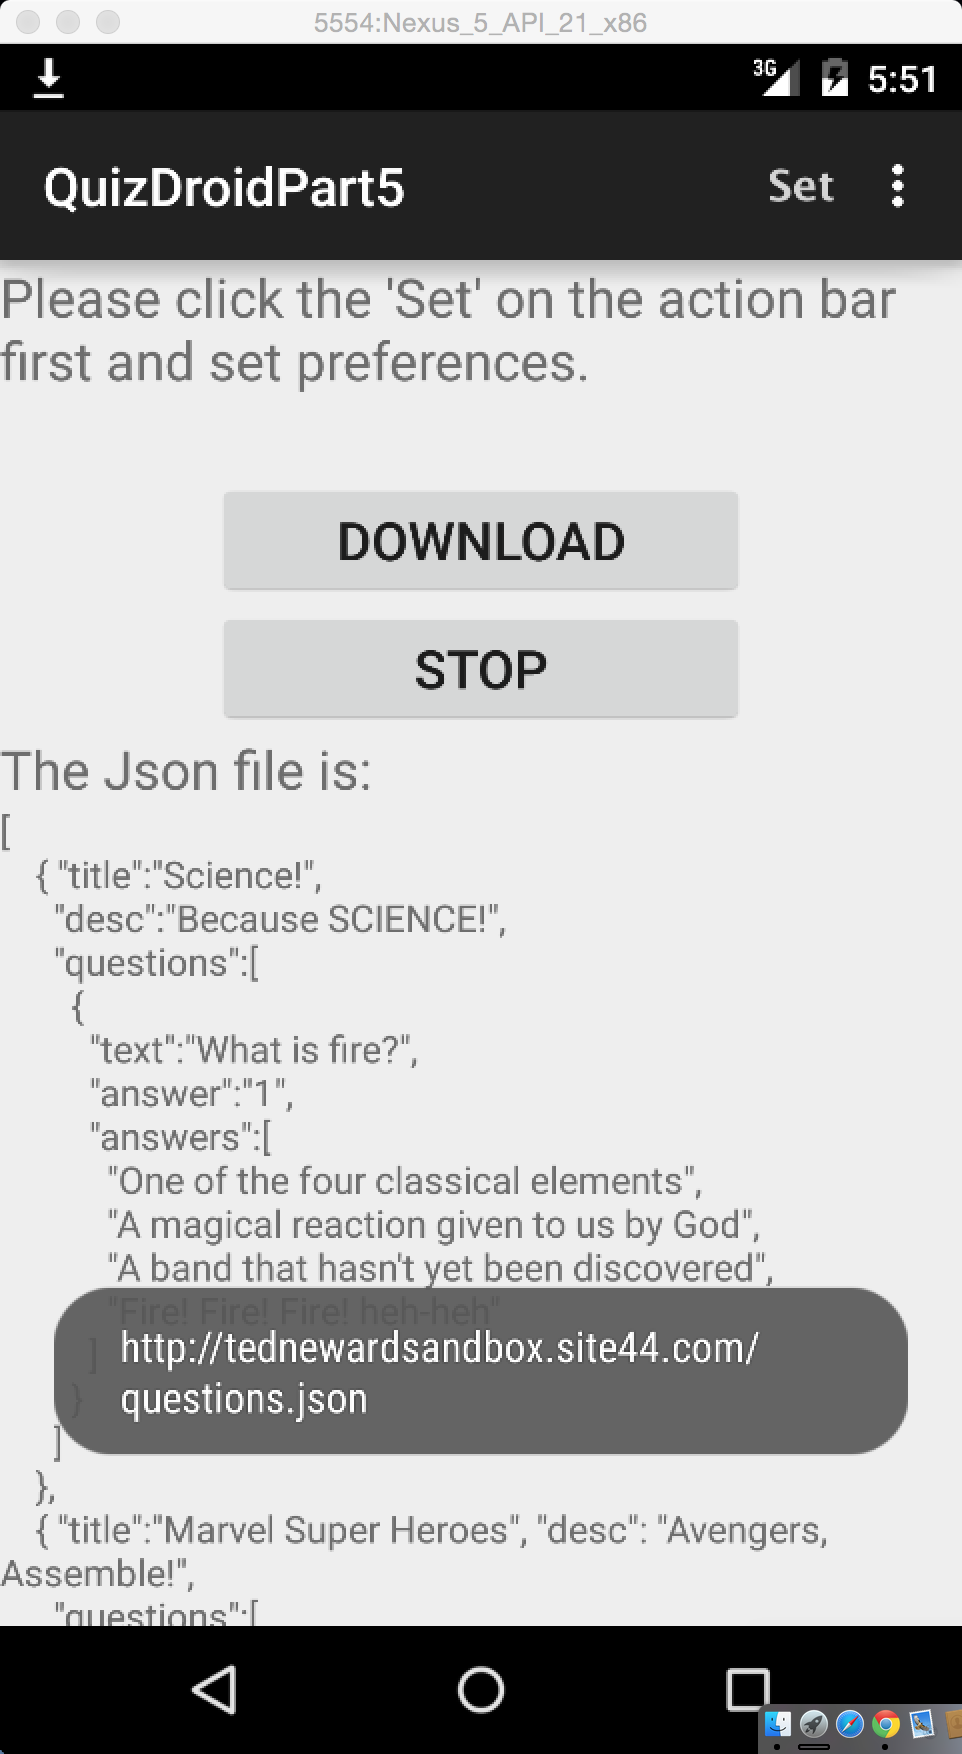 5554:Nexus_5_API_21_x86
3G 5:51
QuizDroidPart5 Set
Please click the 'Set' on the action bar
first and set preferences.
DOWNLOAD
STOP
The Json file is:
[
{ "title":"Science!",
"desc":"Because SCIENCE!",
"questions":[
{
"text":"What is fire?",
"answer":"1",
"answers":[
"One of the four classical elements",
"A magical reaction given to us by God",
"A band that hasn't yet been discovered",
"Fire! Fire! Fire! heh-heh"
http://tednewardsandbox.site44.com/
questions.json
]
}
]
},
{ "title":"Marvel Super Heroes", "desc": "Avengers,
Assemble!",
"questions":[